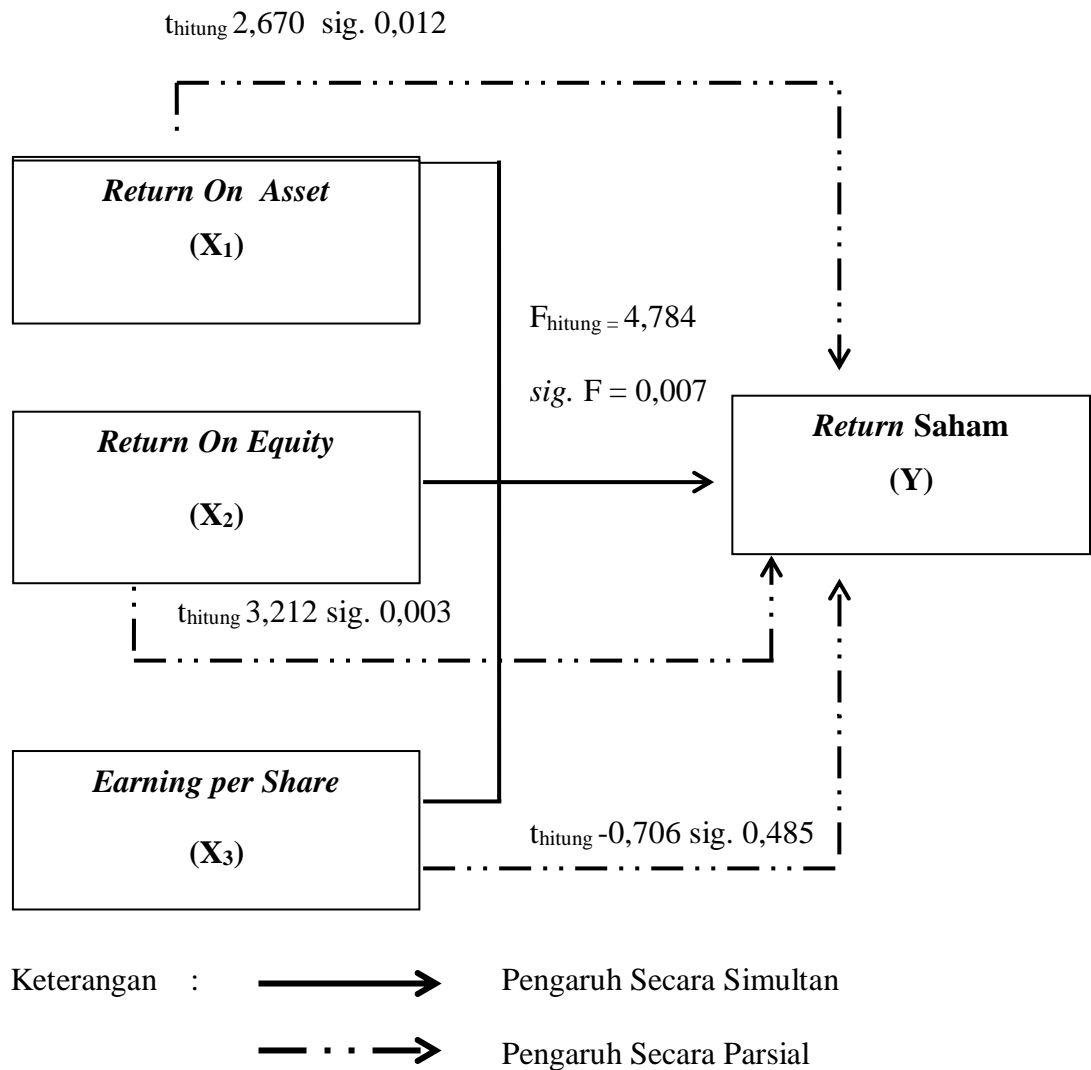 thitung 2,670 sig. 0,012
Return On Asset
(X1)
Fhitung = 4,784
sig. F = 0,007
Return On Equity
(X2)
Return Saham
(Y)
thitung 3,212 sig. 0,003
Earning per Share
(X3)
thitung -0,706 sig. 0,485
Keterangan : Pengaruh Secara Simultan
Pengaruh Secara Parsial